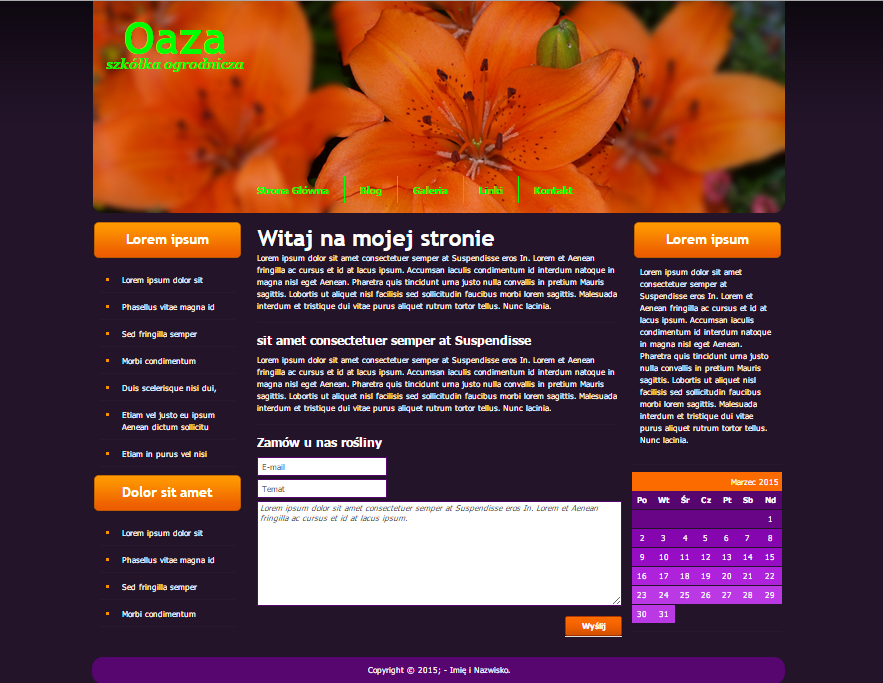 Oaza
szkółka ogrodnicza
Strona Główna
Blog
Galeria
Linki
Kontakt
Lorem ipsum
Lorem ipsum dolor sit
Phasellus vitae magna id
Sed fringilla semper
Morbi condimentum
Duis scelerisque nisi dui,
Etiam vel justo eu ipsum
Aenean dictum sollicitu
Etiam in purus vel nisi
Dolor sit amet
Lorem ipsum dolor sit
Phasellus vitae magna id
Sed fringilla semper
Morbi condimentum
Witaj na mojej stronie
Lorem ipsum dolor sit amet consectetuer semper at Suspendisse eros In. Lorem et Aenean
fringilla ac cursus et id at lacus ipsum. Accumsan iaculis condimentum id interdum natoque in
magna nisl eget Aenean. Pharetra quis tincidunt urna justo nulla convallis in pretium Mauris
sagittis. Lobortis ut aliquet nisl facilisis sed sollicitudin faucibus morbi lorem sagittis. Malesuada
interdum et tristique dui vitae purus aliquet rutrum tortor tellus. Nunc lacinia.
sit amet consectetuer semper at Suspendisse
Lorem ipsum dolor sit amet consectetuer semper at Suspendisse eros In. Lorem et Aenean
fringilla ac cursus et id at lacus ipsum. Accumsan iaculis condimentum id interdum natoque in
magna nisl eget Aenean. Pharetra quis tincidunt urna justo nulla convallis in pretium Mauris
sagittis. Lobortis ut aliquet nisl facilisis sed sollicitudin faucibus morbi lorem sagittis. Malesuada
interdum et tristique dui vitae purus aliquet rutrum tortor tellus. Nunc lacinia.
Zamów u nas rośliny
E-mail
Temat
Lorem ipsum dolor sit amet consectetuer semper at Suspendisse eros In. Lorem et Aenean
fringilla ac cursus et id at lacus ipsum.
Wyślij
Lorem ipsum
Lorem ipsum dolor sit amet
consectetuer semper at
Suspendisse eros In. Lorem et
Aenean fringilla ac cursus et id at
lacus ipsum. Accumsan iaculis
condimentum id interdum natoque
in magna nisl eget Aenean.
Pharetra quis tincidunt urna justo
nulla convallis in pretium Mauris
sagittis. Lobortis ut aliquet nisl
facilisis sed sollicitudin faucibus
morbi lorem sagittis. Malesuada
interdum et tristique dui vitae
purus aliquet rutrum tortor tellus.
Nunc lacinia.
Marzec 2015
Po Wt Śr Cz Pt Sb Nd
1
2 3 4 5 6 7 8
9 10 11 12 13 14 15
16 17 18 19 20 21 22
23 24 25 26 27 28 29
30 31
Copyright © 2015; - Imię i Nazwisko.